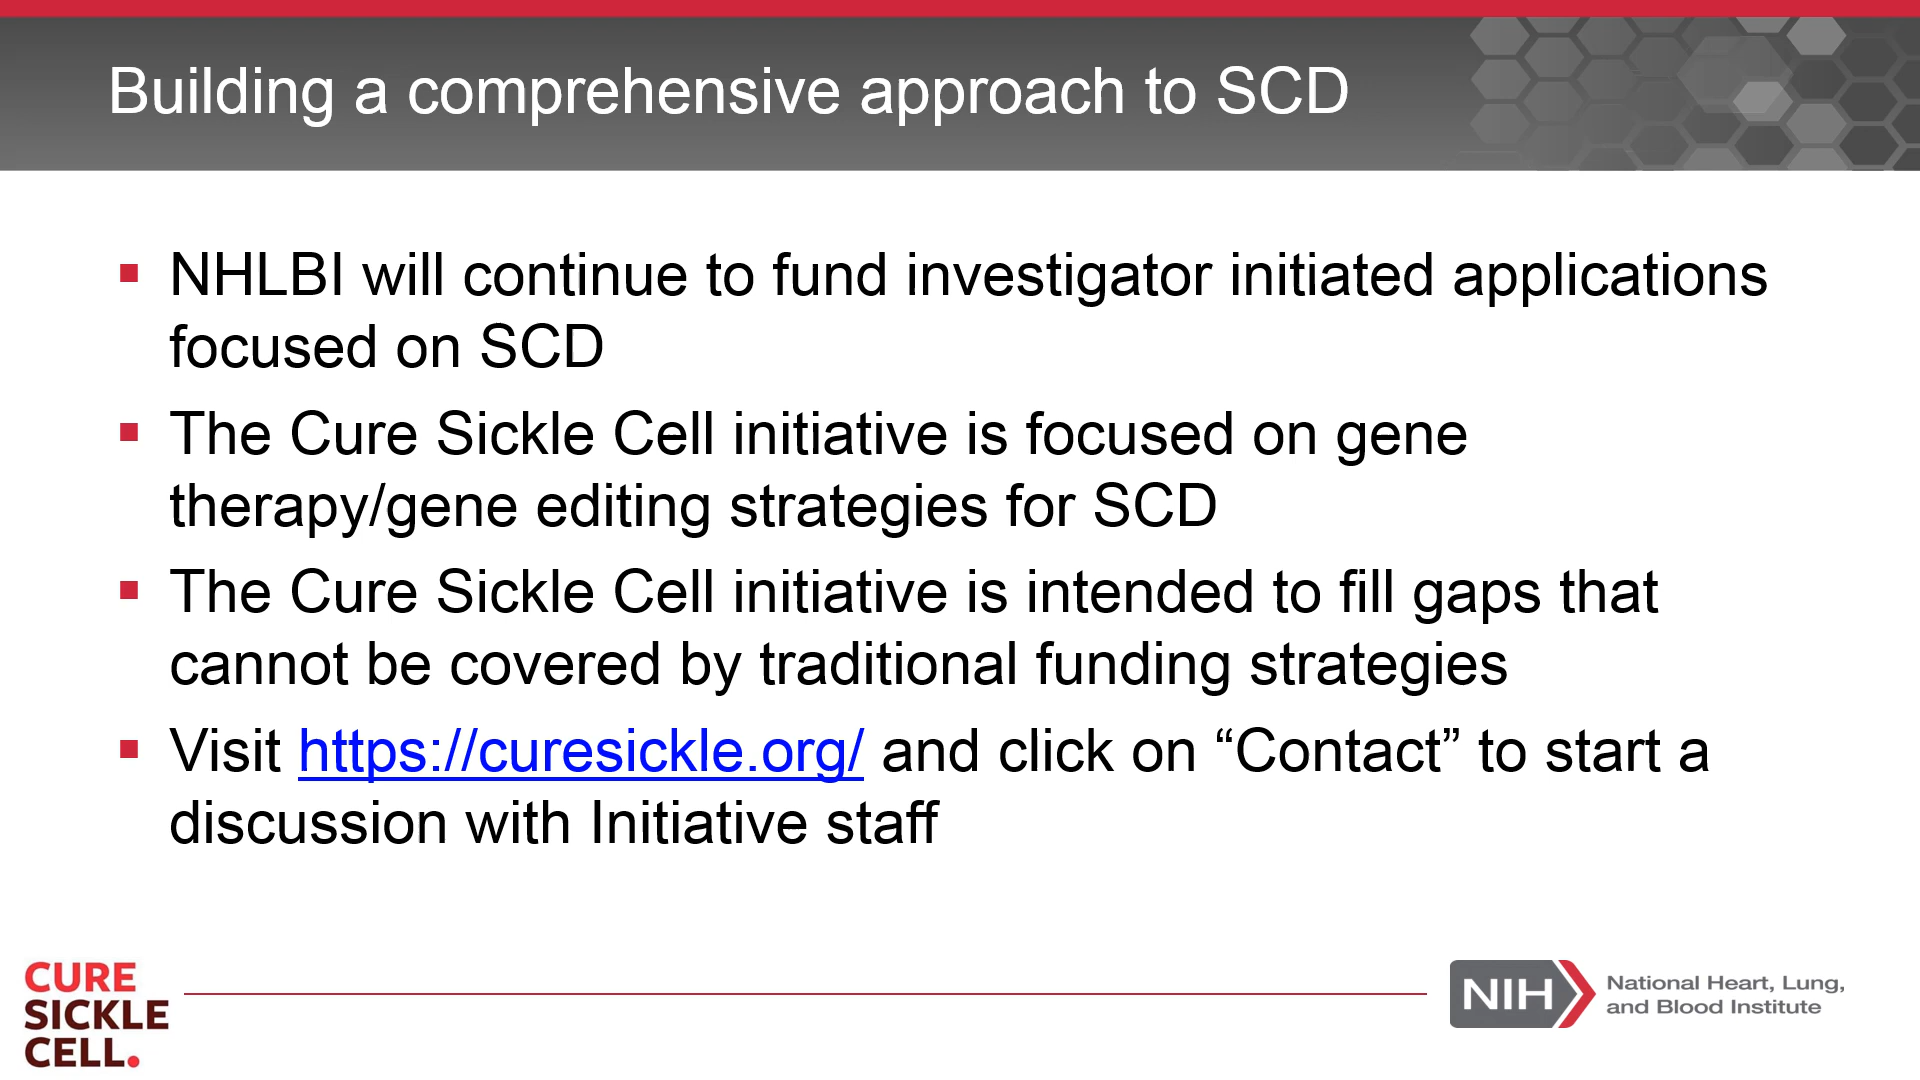 Building a comprehensive approach to SCD
NHLBI will continue to fund investigator initiated applications
focused on SCD
The Cure Sickle Cell initiative is focused on gene
therapy/gene editing strategies for SCD
The Cure Sickle Cell initiative is intended to fill gaps that
cannot be covered by traditional funding strategies
Visit https://curesickle.org/ and click on “Contact” to start a
discussion with Initiative staff
CURE
SICKLE
CELL.
NIH
National Heart, Lung,
and Blood Institute